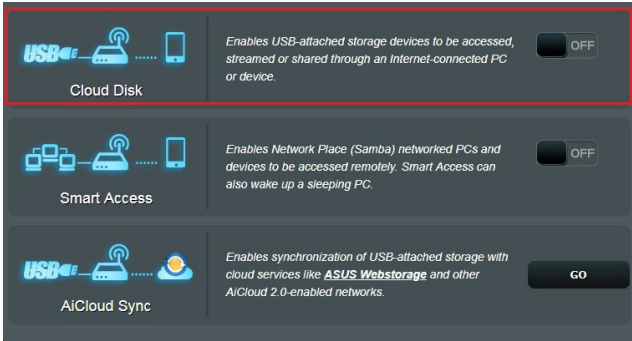 USB
Cloud Disk
Enables USB-attached storage devices to be accessed,
streamed or shared through an Internet-connected PC
or device.
OFF
Smart Access
Enables Network Place (Samba) networked PCs and
devices to be accessed remotely. Smart Access can
also wake up a sleeping PC.
OFF
USB
AiCloud Sync
Enables synchronization of USB-attached storage with
cloud services like ASUS Webstorage and other
AiCloud 2.0-enabled networks.
GO